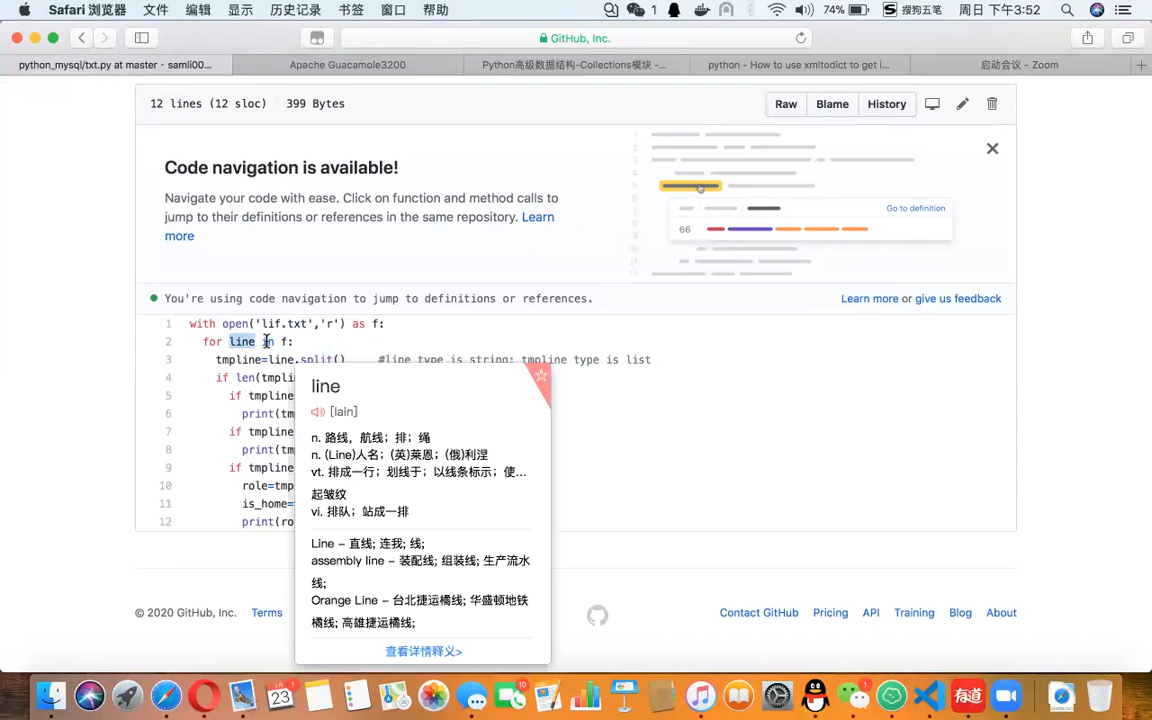 Safari 浏览器 文件 编辑 显示 历史记录 书签 窗口 帮助 1 74% S 搜狗五笔 周日 下午3:52
GitHub, Inc.
python_mysql/txt.py at master · samli00... Apache Guacamole3200 Python高级数据结构-Collections模块 -... python - How to use xmltodict to get i... 启动会议 - Zoom
12 lines (12 sloc) 399 Bytes Raw Blame History
Code navigation is available!
Navigate your code with ease. Click on function and method calls to
jump to their definitions or references in the same repository. Learn
more
Go to definition
66
You're using code navigation to jump to definitions or references. Learn more or give us feedback
1 with open('lif.txt','r') as f:
2 for line in f:
3 tmpline=line.split() #line type is string; tmpline type is list
4 if len(tmpli
5 if tmpline
6 print(tm
7 if tmpline
8 print(tm
9 if tmpline
10 role=tmp
11 is_home=
12 print(ro
line
[lain]
n. 路线，航线；排；绳
n. (Line)人名；(英)莱恩；(俄)利涅
vt. 排成一行；划线于；以线条标示；使...
起皱纹
vi. 排队；站成一排
Line – 直线; 连我; 线;
assembly line – 装配线; 组装线; 生产流水
线;
Orange Line – 台北捷运橘线; 华盛顿地铁
橘线; 高雄捷运橘线;
查看详情释义>
© 2020 GitHub, Inc. Terms Contact GitHub Pricing API Training Blog About
23 1 10 1 有道